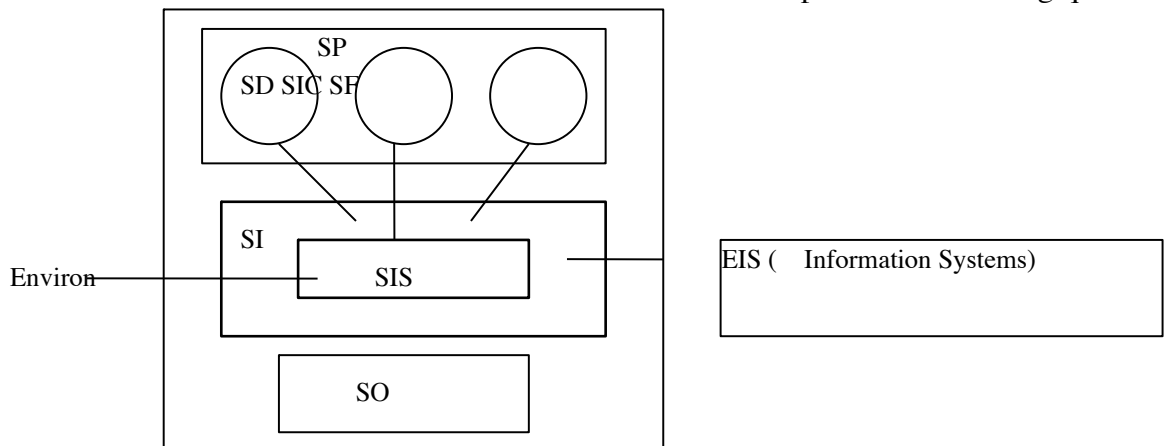 SP
SD SIC SF
SI
EIS ( Information Systems)
Environ
SIS
SO